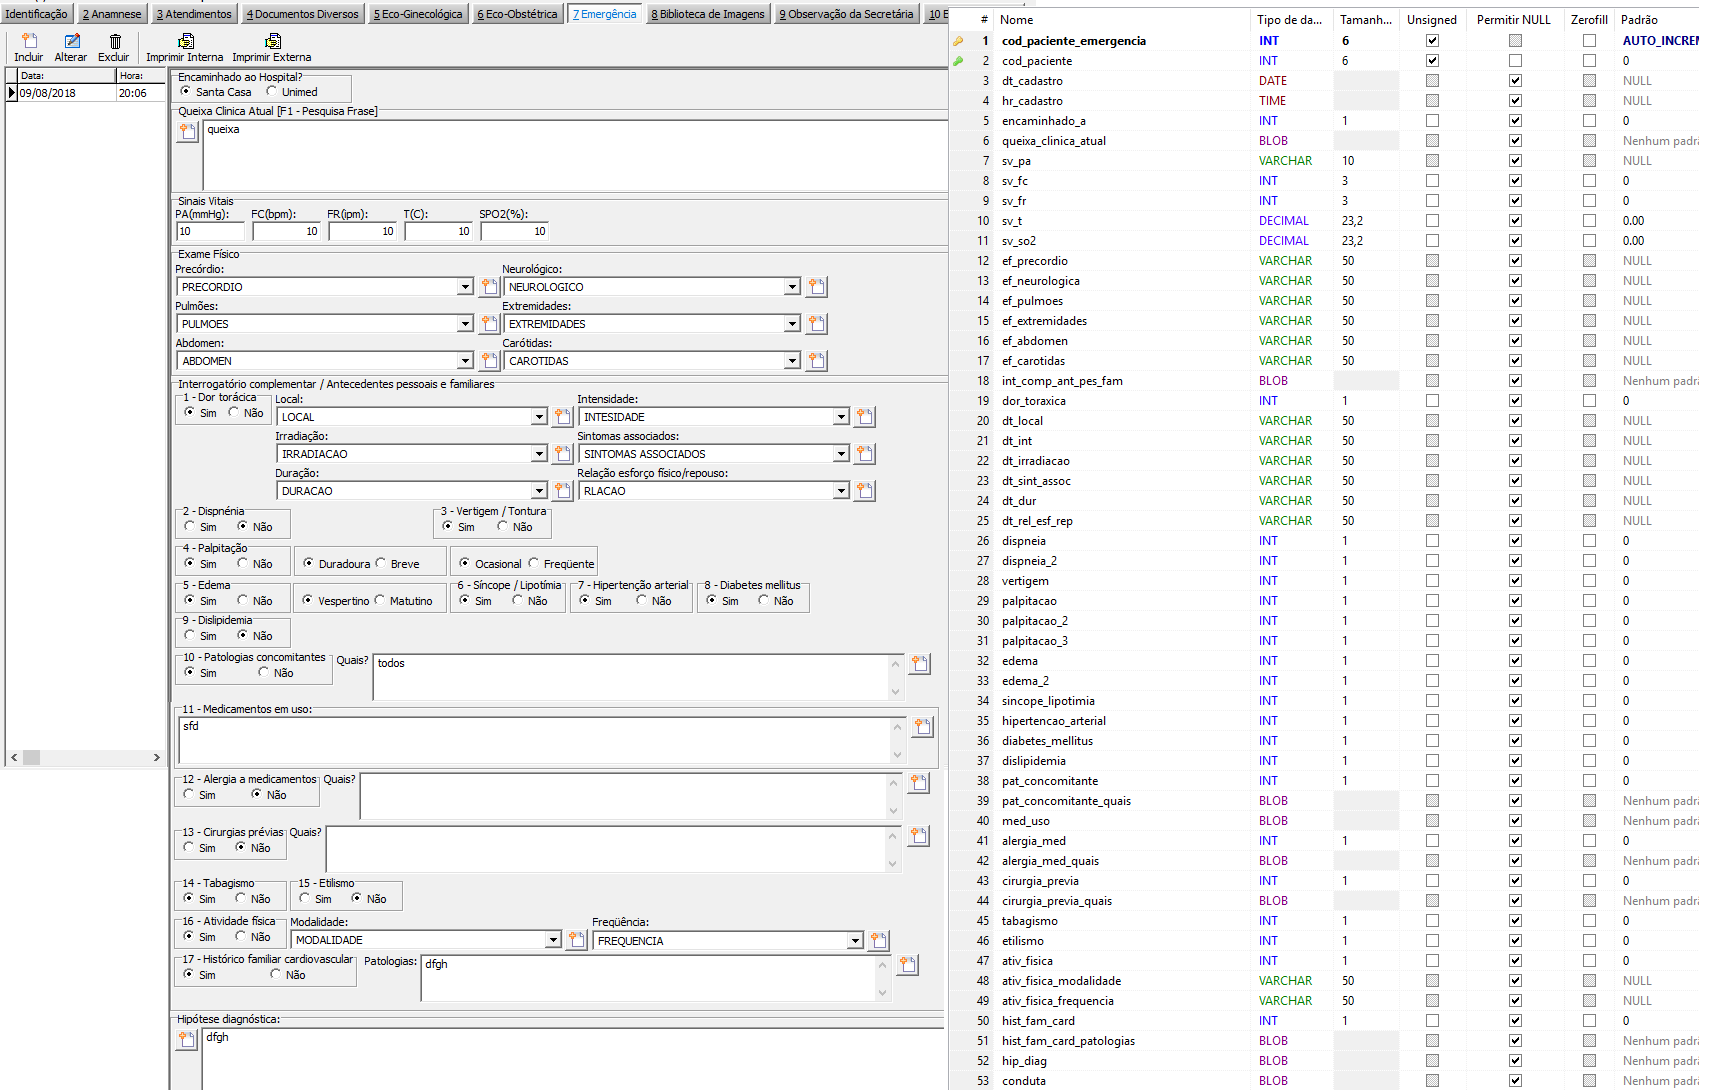 Identificação 2 Anamnese 3 Atendimentos 4 Documentos Diversos 5 Eco-Ginecológica 6 Eco-Obstétrica 7 Emergência 8 Biblioteca de Imagens 9 Observação da Secretária 10 E
Incluir Alterar Excluir Imprimir Interna Imprimir Externa
Data: Hora:
09/08/2018 20:06
Encaminhado ao Hospital?
Santa Casa Unimed
Queixa Clinica Atual [F1 - Pesquisa Frase]
queixa
Sinais Vitais
PA(mmHg): FC(bpm): FR(ipm): T(C): SPO2(%):
10 10 10 10 10
Exame Físico
Precórdio: Neurológico:
PRECORDIO NEUROLOGICO
Pulmões: Extremidades:
PULMOES EXTREMIDADES
Abdomen: Carótidas:
ABDOMEN CAROTIDAS
Interrogatório complementar / Antecedentes pessoais e familiares
1 - Dor torácica Local: Intensidade:
Sim Não LOCAL INTESIDADE
Irradiação: Sintomas associados:
IRRADIACAO SINTOMAS ASSOCIADOS
Duração: Relação esforço físico/repouso:
DURACAO RLACAO
2 - Dispnénia 3 - Vertigem / Tontura
Sim Não Sim Não
4 - Palpitação
Sim Não Duradoura Breve Ocasional Freqüente
5 - Edema 6 - Síncope / Lipotímia 7 - Hipertenção arterial 8 - Diabetes mellitus
Sim Não Vespertino Matutino Sim Não Sim Não Sim Não
9 - Dislipidemia
Sim Não
10 - Patologias concomitantes Quais? todos
Sim Não
11 - Medicamentos em uso:
sfd
12 - Alergia a medicamentos Quais?
Sim Não
13 - Cirurgias prévias Quais?
Sim Não
14 - Tabagismo 15 - Etilismo
Sim Não Sim Não
16 - Atividade física Modalidade: Freqüência:
Sim Não MODALIDADE FREQUENCIA
17 - Histórico familiar cardiovascular Patologias: dfgh
Sim Não
Hipótese diagnóstica:
dfgh
# Nome Tipo de da... Tamanh... Unsigned Permitir NULL Zerofill Padrão
1 cod_paciente_emergencia INT 6 AUTO_INCREM
2 cod_paciente INT 6 0
3 dt_cadastro DATE NULL
4 hr_cadastro TIME NULL
5 encaminhado_a INT 1 0
6 queixa_clinica_atual BLOB Nenhum padrã
7 sv_pa VARCHAR 10 NULL
8 sv_fc INT 3 0
9 sv_fr INT 3 0
10 sv_t DECIMAL 23,2 0.00
11 sv_so2 DECIMAL 23,2 0.00
12 ef_precordio VARCHAR 50 NULL
13 ef_neurologica VARCHAR 50 NULL
14 ef_pulmoes VARCHAR 50 NULL
15 ef_extremidades VARCHAR 50 NULL
16 ef_abdomen VARCHAR 50 NULL
17 ef_carotidas VARCHAR 50 NULL
18 int_comp_ant_pes_fam BLOB Nenhum padrã
19 dor_toraxica INT 1 0
20 dt_local VARCHAR 50 NULL
21 dt_int VARCHAR 50 NULL
22 dt_irradiacao VARCHAR 50 NULL
23 dt_sint_assoc VARCHAR 50 NULL
24 dt_dur VARCHAR 50 NULL
25 dt_rel_esf_rep VARCHAR 50 NULL
26 dispneia INT 1 0
27 dispneia_2 INT 1 0
28 vertigem INT 1 0
29 palpitacao INT 1 0
30 palpitacao_2 INT 1 0
31 palpitacao_3 INT 1 0
32 edema INT 1 0
33 edema_2 INT 1 0
34 sincope_lipotimia INT 1 0
35 hipertencao_arterial INT 1 0
36 diabetes_mellitus INT 1 0
37 dislipidemia INT 1 0
38 pat_concomitante INT 1 0
39 pat_concomitante_quais BLOB Nenhum padrã
40 med_uso BLOB Nenhum padrã
41 alergia_med INT 1 0
42 alergia_med_quais BLOB Nenhum padrã
43 cirurgia_previa INT 1 0
44 cirurgia_previa_quais BLOB Nenhum padrã
45 tabagismo INT 1 0
46 etilismo INT 1 0
47 ativ_fisica INT 1 0
48 ativ_fisica_modalidade VARCHAR 50 NULL
49 ativ_fisica_frequencia VARCHAR 50 NULL
50 hist_fam_card INT 1 0
51 hist_fam_card_patologias BLOB Nenhum padrã
52 hip_diag BLOB Nenhum padrã
53 conduta BLOB Nenhum padrã